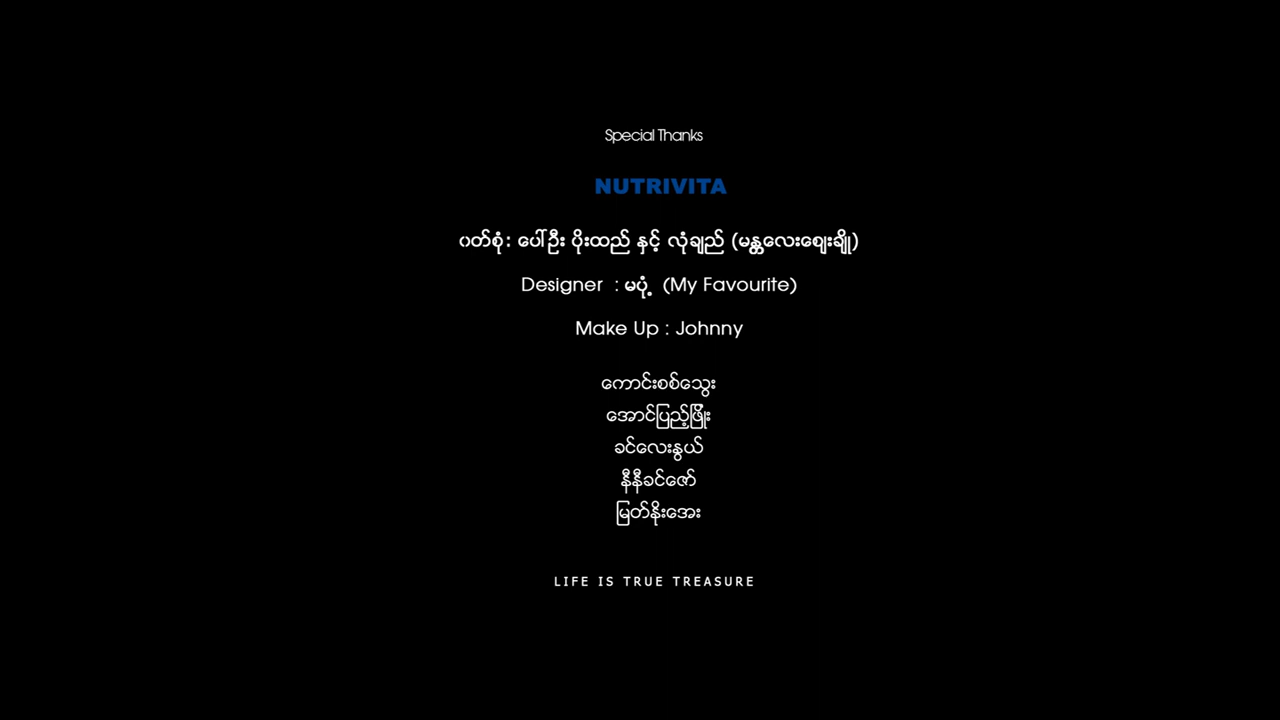 Special Thanks
NUTRIVITA
ဝတ်စုံ: ပေါ်ဦး ပိုးထည် နှင့် လုံချည် (မန္တလေးဈေးချို)
Designer : မပုံ့ (My Favourite)
Make Up : Johnny
ကောင်းစစ်သွေး
အောင်ပြည့်ဖြိုး
ခင်လေးနွယ်
နီနီခင်ဇော်
မြတ်နိုးအေး
LIFE IS TRUE TREASURE